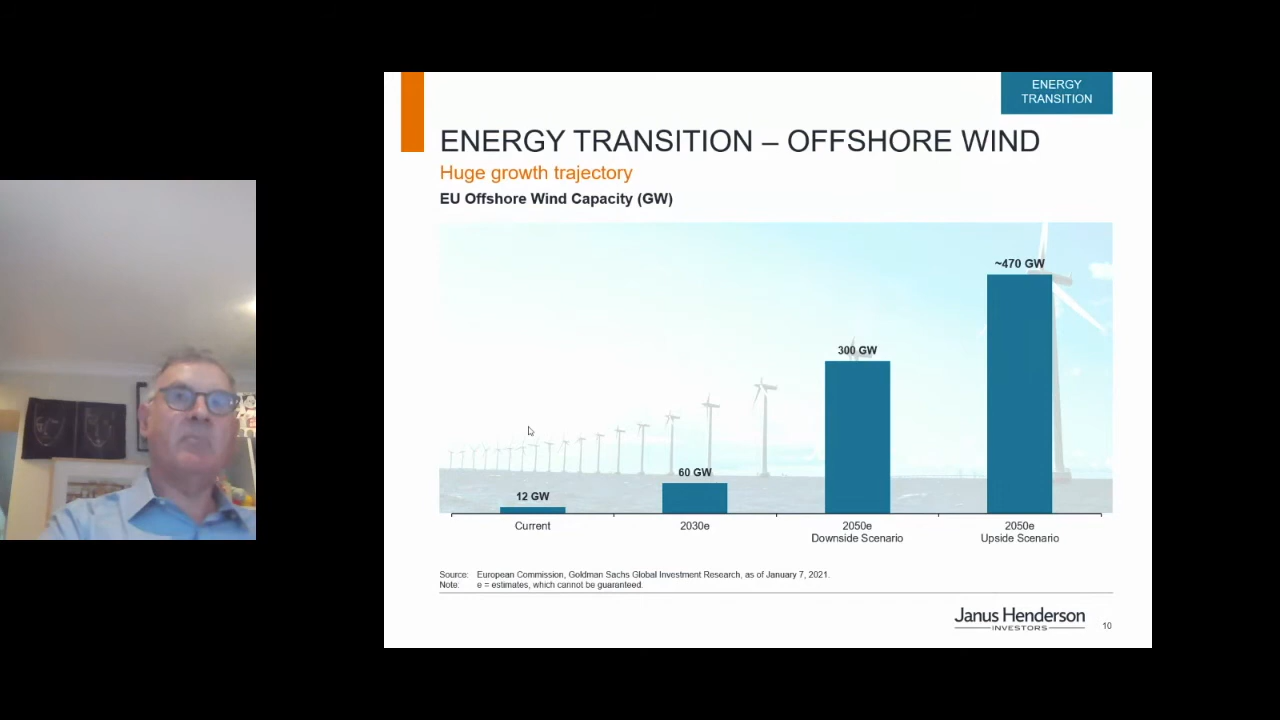 ENERGY
TRANSITION
ENERGY TRANSITION – OFFSHORE WIND
Huge growth trajectory
EU Offshore Wind Capacity (GW)
~470 GW
300 GW
60 GW
12 GW
Current
2030e
2050e
Downside Scenario
2050e
Upside Scenario
Source: European Commission, Goldman Sachs Global Investment Research, as of January 7, 2021.
Note: e = estimates, which cannot be guaranteed.
Janus Henderson
INVESTORS
10